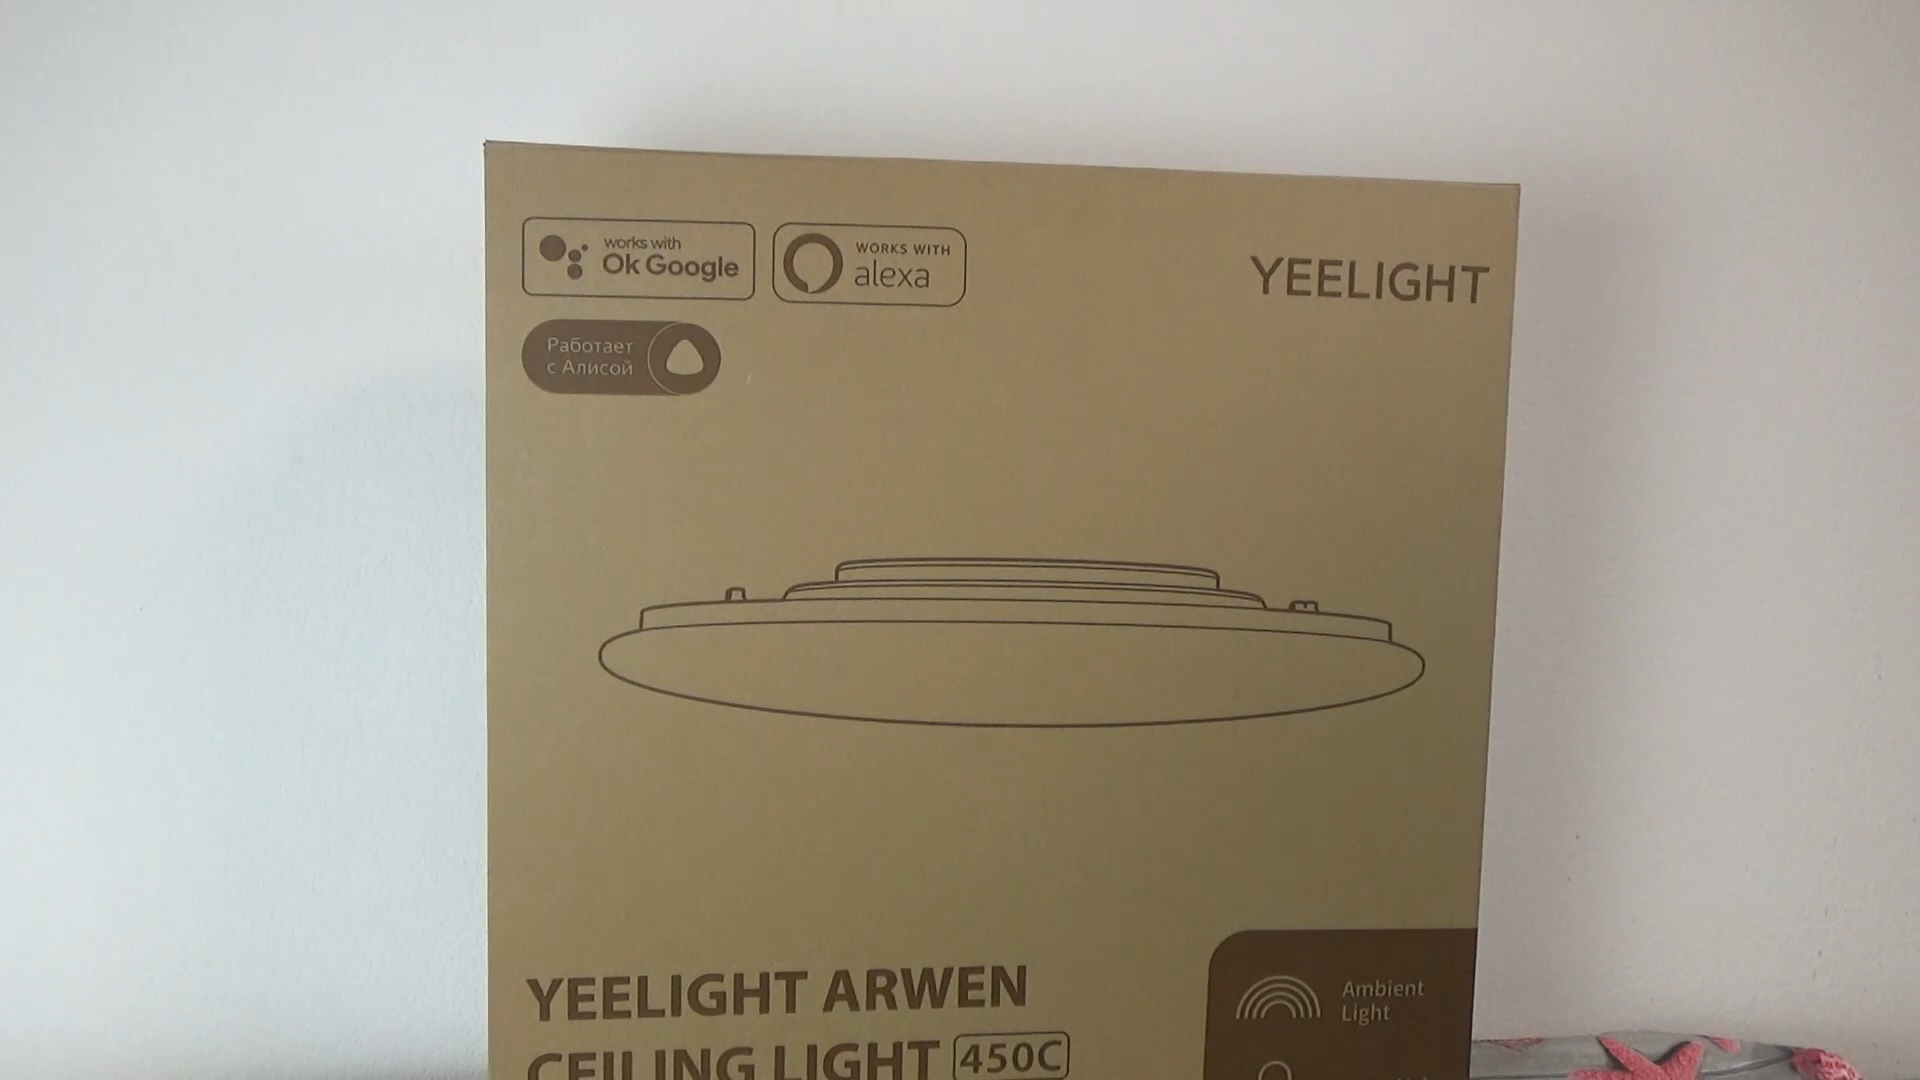 works with
Ok Google
WORKS WITH
alexa
YEELIGHT
Работает
с Алисой
YEELIGHT ARWEN
CEILING LIGHT 450C
Ambient
Light